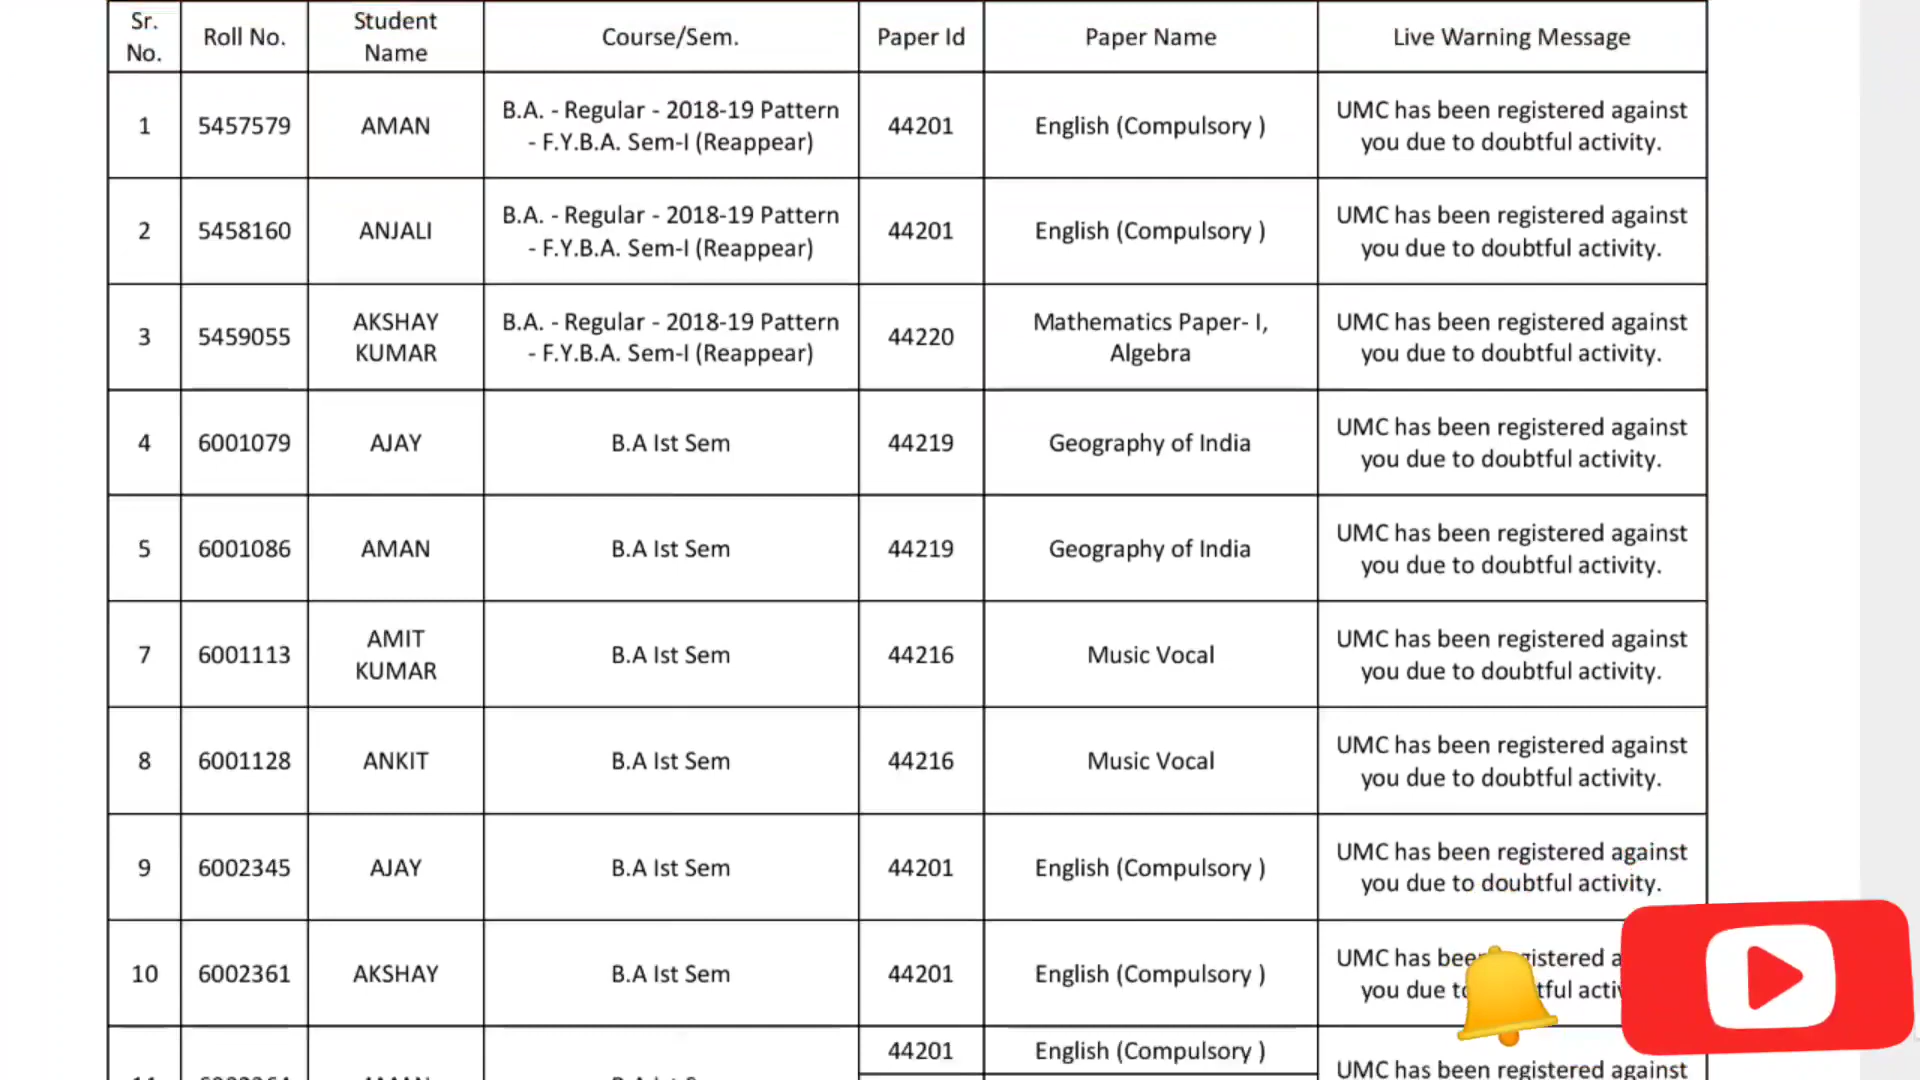 Sr. No. Roll No. Student Name Course/Sem. Paper Id Paper Name Live Warning Message
1 5457579 AMAN B.A. - Regular - 2018-19 Pattern - F.Y.B.A. Sem-I (Reappear) 44201 English (Compulsory ) UMC has been registered against you due to doubtful activity.
2 5458160 ANJALI B.A. - Regular - 2018-19 Pattern - F.Y.B.A. Sem-I (Reappear) 44201 English (Compulsory ) UMC has been registered against you due to doubtful activity.
3 5459055 AKSHAY KUMAR B.A. - Regular - 2018-19 Pattern - F.Y.B.A. Sem-I (Reappear) 44220 Mathematics Paper- I, Algebra UMC has been registered against you due to doubtful activity.
4 6001079 AJAY B.A Ist Sem 44219 Geography of India UMC has been registered against you due to doubtful activity.
5 6001086 AMAN B.A Ist Sem 44219 Geography of India UMC has been registered against you due to doubtful activity.
7 6001113 AMIT KUMAR B.A Ist Sem 44216 Music Vocal UMC has been registered against you due to doubtful activity.
8 6001128 ANKIT B.A Ist Sem 44216 Music Vocal UMC has been registered against you due to doubtful activity.
9 6002345 AJAY B.A Ist Sem 44201 English (Compulsory ) UMC has been registered against you due to doubtful activity.
10 6002361 AKSHAY B.A Ist Sem 44201 English (Compulsory ) UMC has been you due
44201 English (Compulsory ) UMC has been registered against